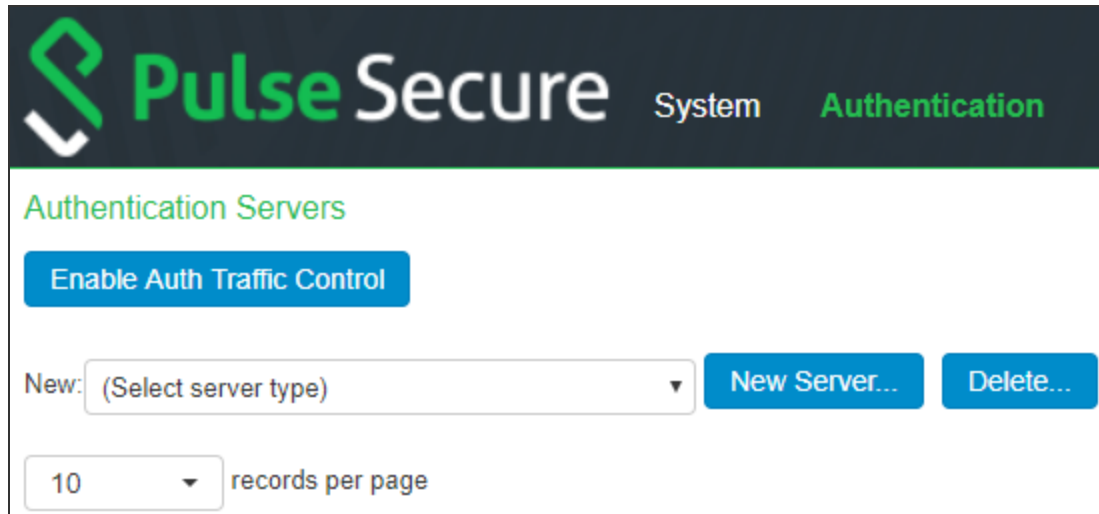 Pulse Secure System Authentication
Authentication Servers
Enable Auth Traffic Control
New: (Select server type) New Server... Delete...
10 records per page